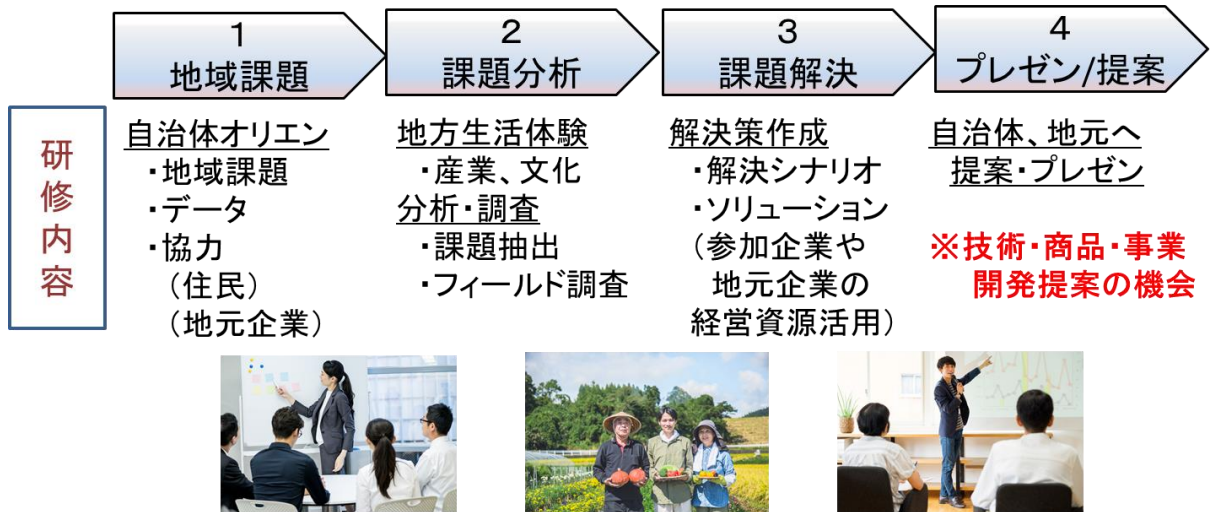 1
地域課題
2
課題分析
3
課題解決
4
プレゼン/提案
研修内容
自治体オリエン
・地域課題
・データ
・協力
（住民）
（地元企業）
地方生活体験
・産業、文化
分析・調査
・課題抽出
・フィールド調査
解決策作成
・解決シナリオ
・ソリューション
（参加企業や
地元企業の
経営資源活用）
自治体、地元へ
提案・プレゼン
※技術・商品・事業
開発提案の機会